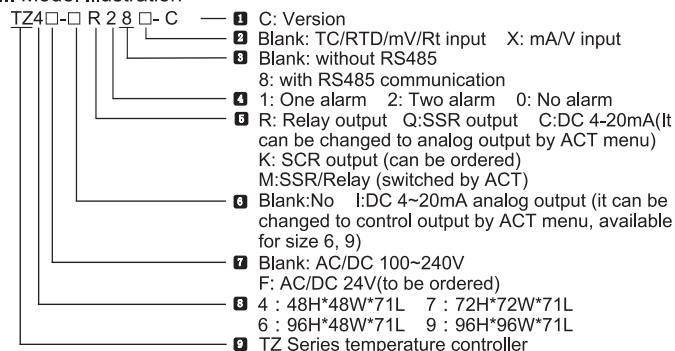 Model Illustration
TZ4□-□R28□-C
1 C: Version
2 Blank: TC/RTD/mV/Rt input X: mA/V input
3 Blank: without RS485
8: with RS485 communication
4 1: One alarm 2: Two alarm 0: No alarm
5 R: Relay output Q:SSR output C:DC 4-20mA(It
can be changed to analog output by ACT menu)
K: SCR output (can be ordered)
M:SSR/Relay (switched by ACT)
6 Blank:No I:DC 4~20mA analog output (it can be
changed to control output by ACT menu, available
for size 6, 9)
7 Blank: AC/DC 100~240V
F: AC/DC 24V(to be ordered)
8 4 : 48H*48W*71L 7 : 72H*72W*71L
6 : 96H*48W*71L 9 : 96H*96W*71L
9 TZ Series temperature controller